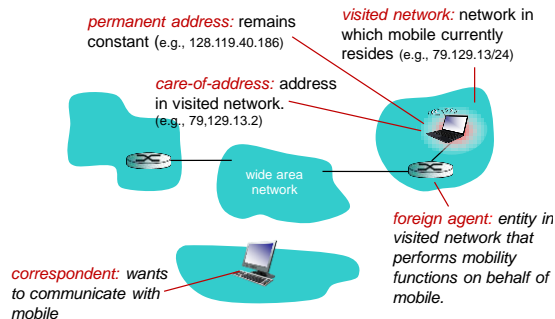 permanent address: remains
constant (e.g., 128.119.40.186)
visited network: network in
which mobile currently
resides (e.g., 79.129.13/24)
care-of-address: address
in visited network.
(e.g., 79,129.13.2)
wide area
network
foreign agent: entity in
visited network that
performs mobility
functions on behalf of
mobile.
correspondent: wants
to communicate with
mobile